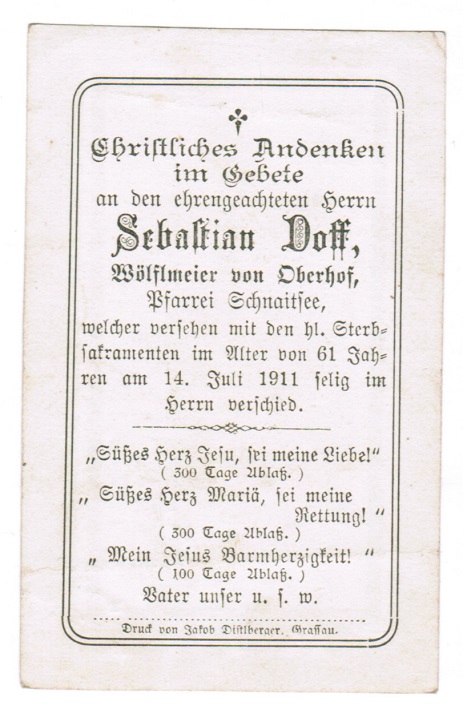 Christliches Andenken
im Gebete
an den ehrengeachteten Herrn
Sebastian Doff,
Wölflmeier von Oberhof,
Pfarrei Schnaitsee,
welcher versehen mit den hl. Sterb-
sakramenten im Alter von 61 Jah-
ren am 14. Juli 1911 selig im
Herrn verschied.
„Süßes Herz Jesu, sei meine Liebe!“
( 300 Tage Ablaß. )
„ Süßes Herz Mariä, sei meine
Rettung! “
( 300 Tage Ablaß. )
„ Mein Jesus Barmherzigkeit! “
( 100 Tage Ablaß. )
Vater unser u. s. w.
Druck von Jakob Distlberger, Grassau.